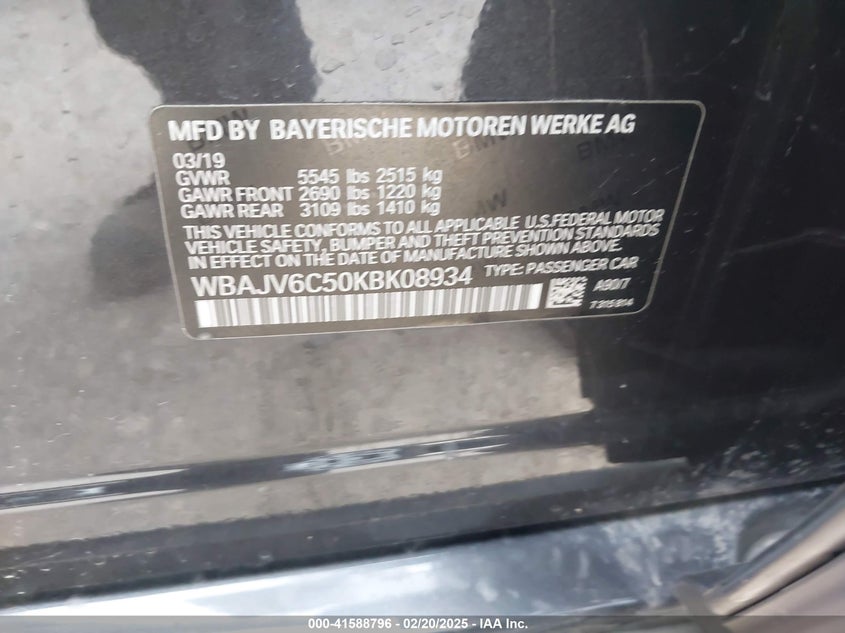 MFD BY BAYERISCHE MOTOREN WERKE AG
03/19
GVWR 5545 lbs 2515 kg
GAWR FRONT 2690 lbs 1220 kg
GAWR REAR 3109 lbs 1410 kg
THIS VEHICLE CONFORMS TO ALL APPLICABLE U.S. FEDERAL MOTOR
VEHICLE SAFETY, BUMPER AND THEFT PREVENTION STANDARDS
IN EFFECT ON THE DATE OF MANUFACTURE SHOWN ABOVE.
WBAJV6C50KBK08934 TYPE: PASSENGER CAR
A90/7
7315814
000-41588796 - 02/20/2025 - IAA Inc.